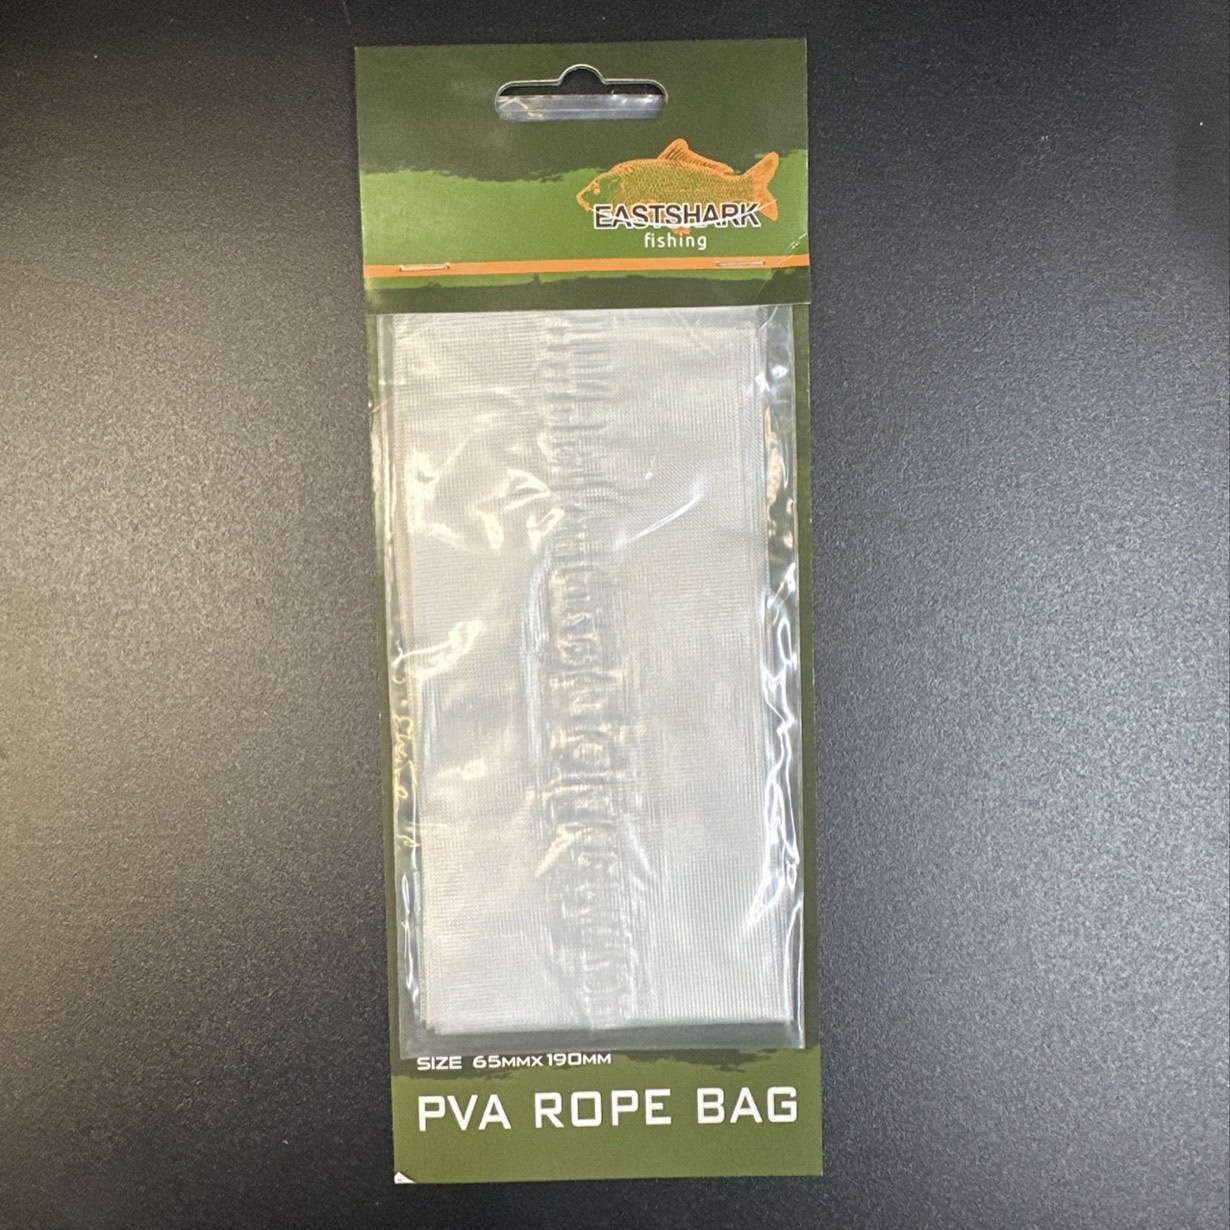 EASTSHARK
fishing
SIZE 65MMX190MM
PVA ROPE BAG